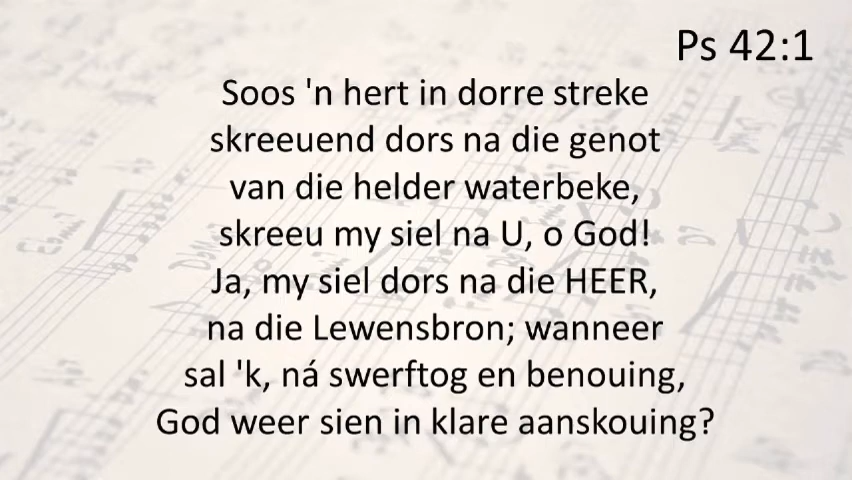 Ps 42:1
Soos 'n hert in dorre streke
skreeuend dors na die genot
van die helder waterbeke,
skreeu my siel na U, o God!
Ja, my siel dors na die HEER,
na die Lewensbron; wanneer
sal 'k, ná swerftog en benouing,
God weer sien in klare aanskouing?